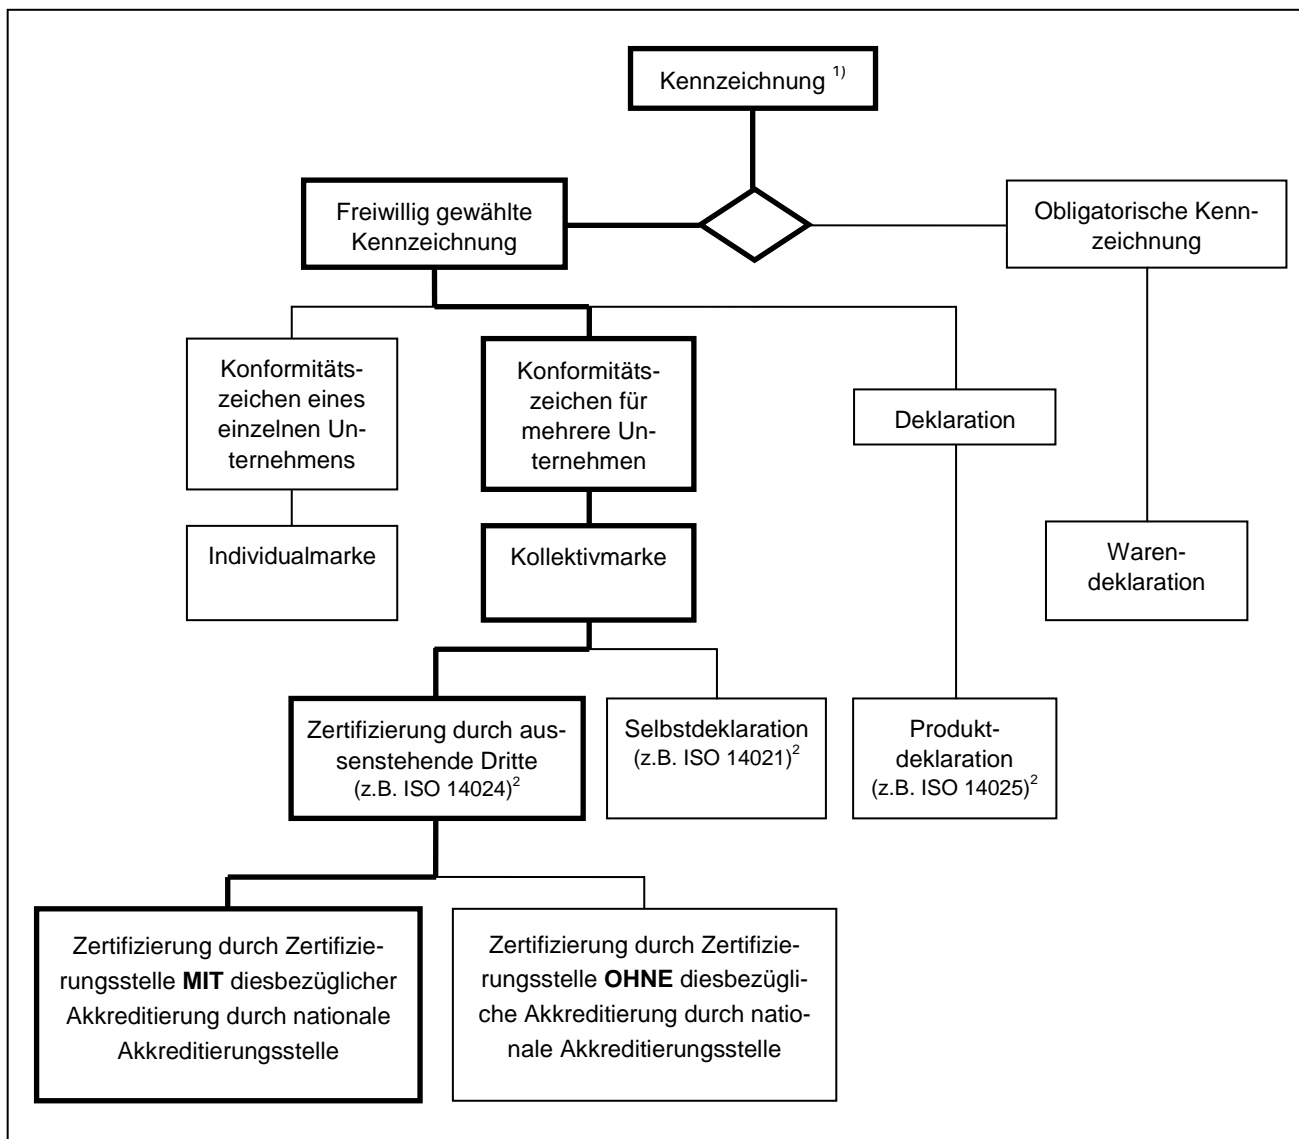 Kennzeichnung 1)
Freiwillig gewählte
Kennzeichnung
Obligatorische Kenn-
zeichnung
Konformitäts-
zeichen eines
einzelnen Un-
ternehmens
Konformitäts-
zeichen für
mehrere Un-
ternehmen
Deklaration
Individualmarke
Kollektivmarke
Waren-
deklaration
Zertifizierung durch aus-
senstehende Dritte
(z.B. ISO 14024)2
Selbstdeklaration
(z.B. ISO 14021)2
Produkt-
deklaration
(z.B. ISO 14025)2
Zertifizierung durch Zertifizie-
rungsstelle MIT diesbezüglicher
Akkreditierung durch nationale
Akkreditierungsstelle
Zertifizierung durch Zertifizie-
rungsstelle OHNE diesbezügli-
che Akkreditierung durch natio-
nale Akkreditierungsstelle